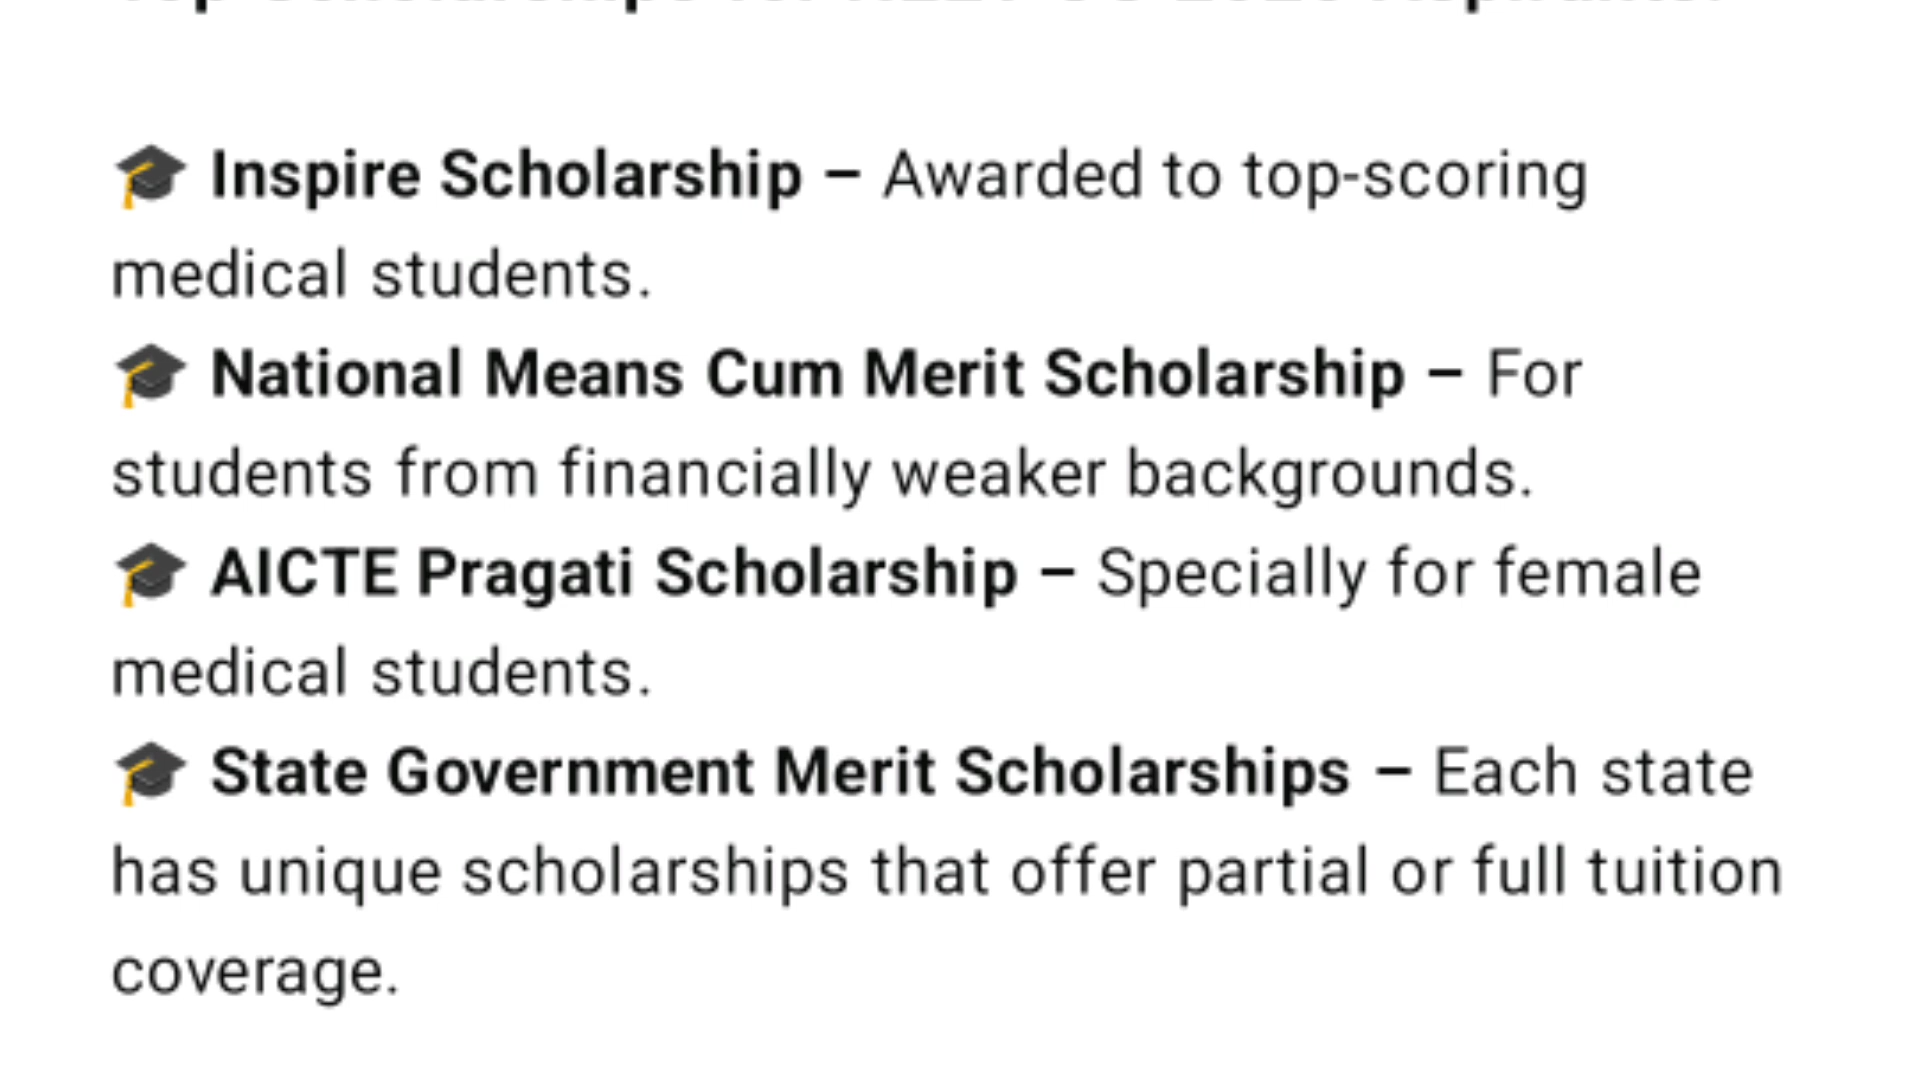 🎓 Inspire Scholarship – Awarded to top-scoring
medical students.
🎓 National Means Cum Merit Scholarship – For
students from financially weaker backgrounds.
🎓 AICTE Pragati Scholarship – Specially for female
medical students.
🎓 State Government Merit Scholarships – Each state
has unique scholarships that offer partial or full tuition
coverage.